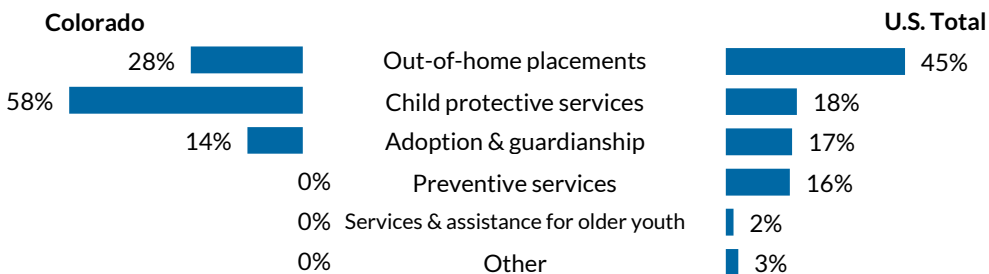 Colorado U.S. Total
28% Out-of-home placements 45%
58% Child protective services 18%
14% Adoption & guardianship 17%
0% Preventive services 16%
0% Services & assistance for older youth 2%
0% Other 3%